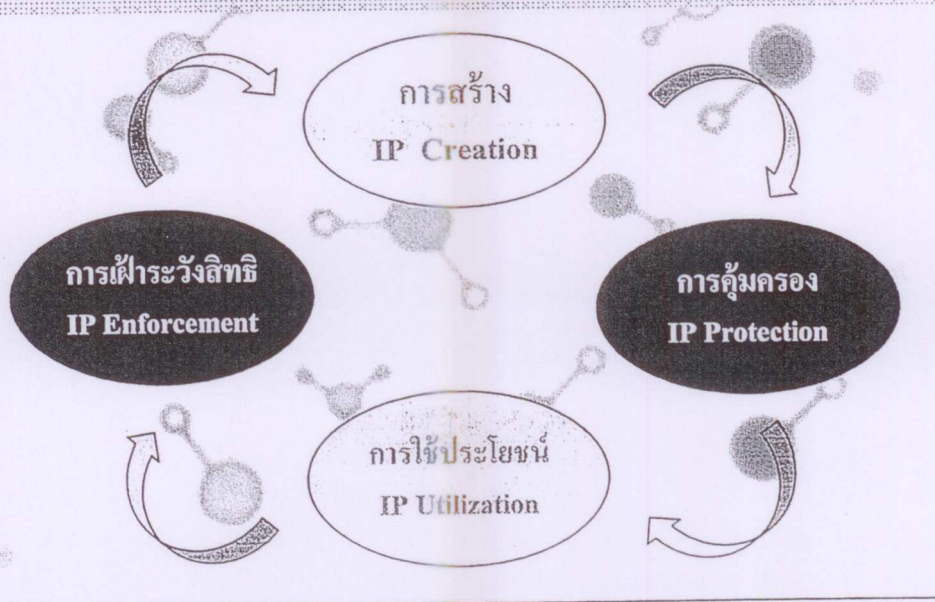 การสร้าง
IP Creation
การเฝ้าระวังสิทธิ
IP Enforcement
การคุ้มครอง
IP Protection
การใช้ประโยชน์
IP Utilization